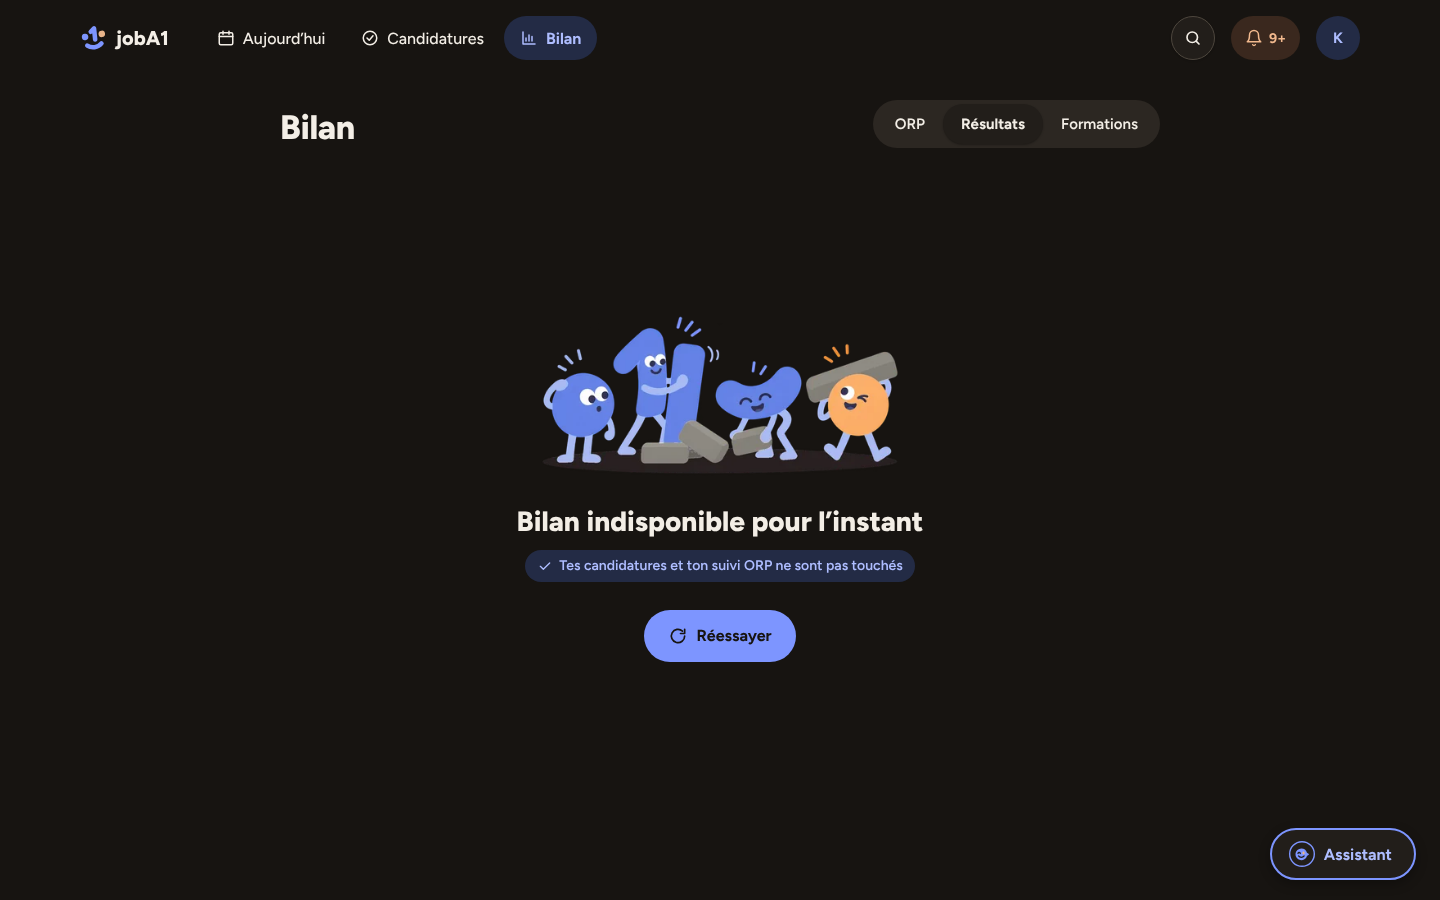 jobA1
Aujourd’hui
Candidatures
Bilan
9+
K
Bilan
ORP
Résultats
Formations
Bilan indisponible pour l’instant
Tes candidatures et ton suivi ORP ne sont pas touchés
Réessayer
Assistant